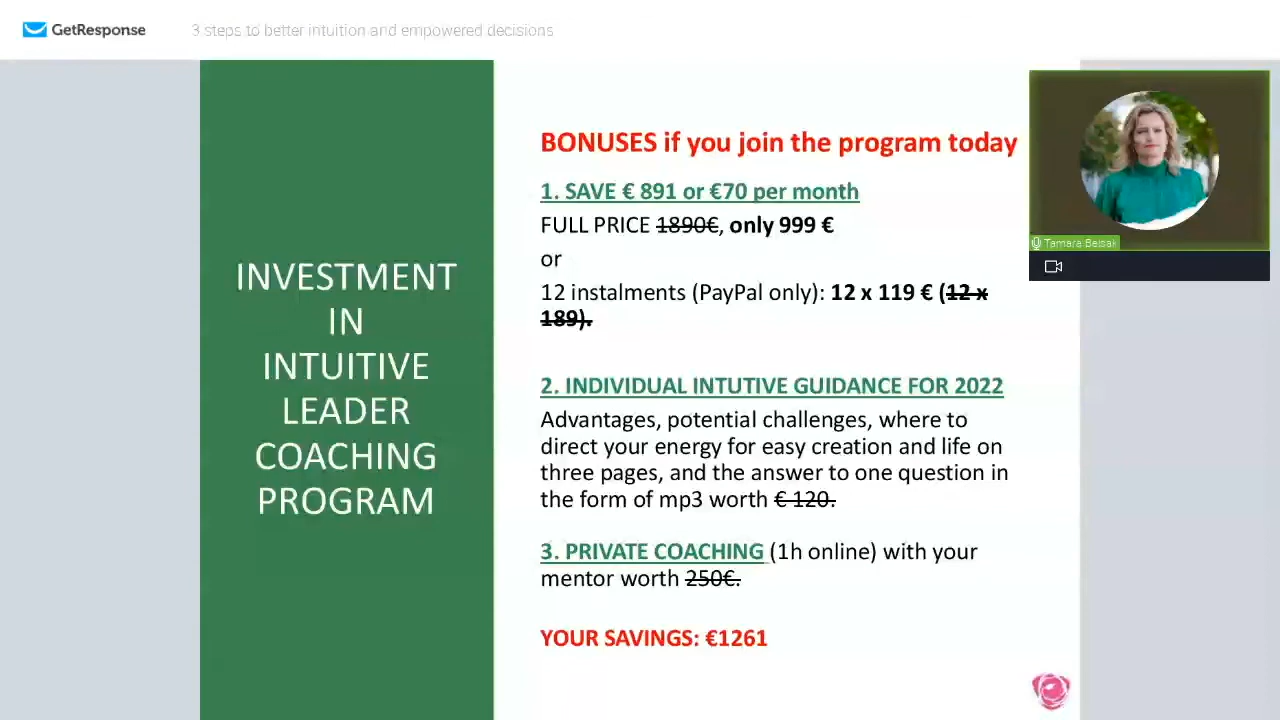 GetResponse
3 steps to better intuition and empowered decisions
INVESTMENT
IN
INTUITIVE
LEADER
COACHING
PROGRAM
BONUSES if you join the program today
1. SAVE € 891 or €70 per month
FULL PRICE 1890€, only 999 €
or
12 instalments (PayPal only): 12 x 119 € (12 x
189).
2. INDIVIDUAL INTUTIVE GUIDANCE FOR 2022
Advantages, potential challenges, where to
direct your energy for easy creation and life on
three pages, and the answer to one question in
the form of mp3 worth € 120.
3. PRIVATE COACHING (1h online) with your
mentor worth 250€.
YOUR SAVINGS: €1261
Tamara